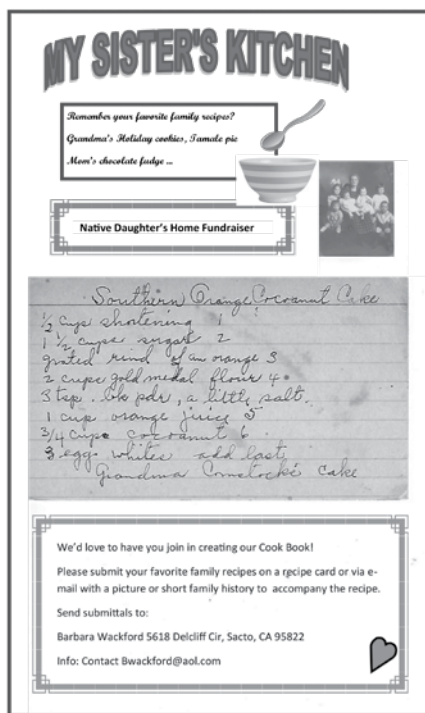 MY SISTER'S KITCHEN
Remember your favorite family recipes?
Grandma's Holiday cookies, Tamale pie
Mom's chocolate fudge ...
Native Daughter's Home Fundraiser
Southern Orange Cocoanut Cake
1/2 cup shortening 1
1 1/2 cups sugar 2
grated rind of an orange 3
2 cups gold medal flour 4
3 tsp. bk pdr, a little salt.
1 cup orange juice 5
3/4 cup cocoanut 6
3 egg whites add last
Grandma Comstock's cake
We'd love to have you join in creating our Cook Book!
Please submit your favorite family recipes on a recipe card or via e-
mail with a picture or short family history to accompany the recipe.
Send submittals to:
Barbara Wackford 5618 Delcliff Cir, Sacto, CA 95822
Info: Contact Bwackford@aol.com